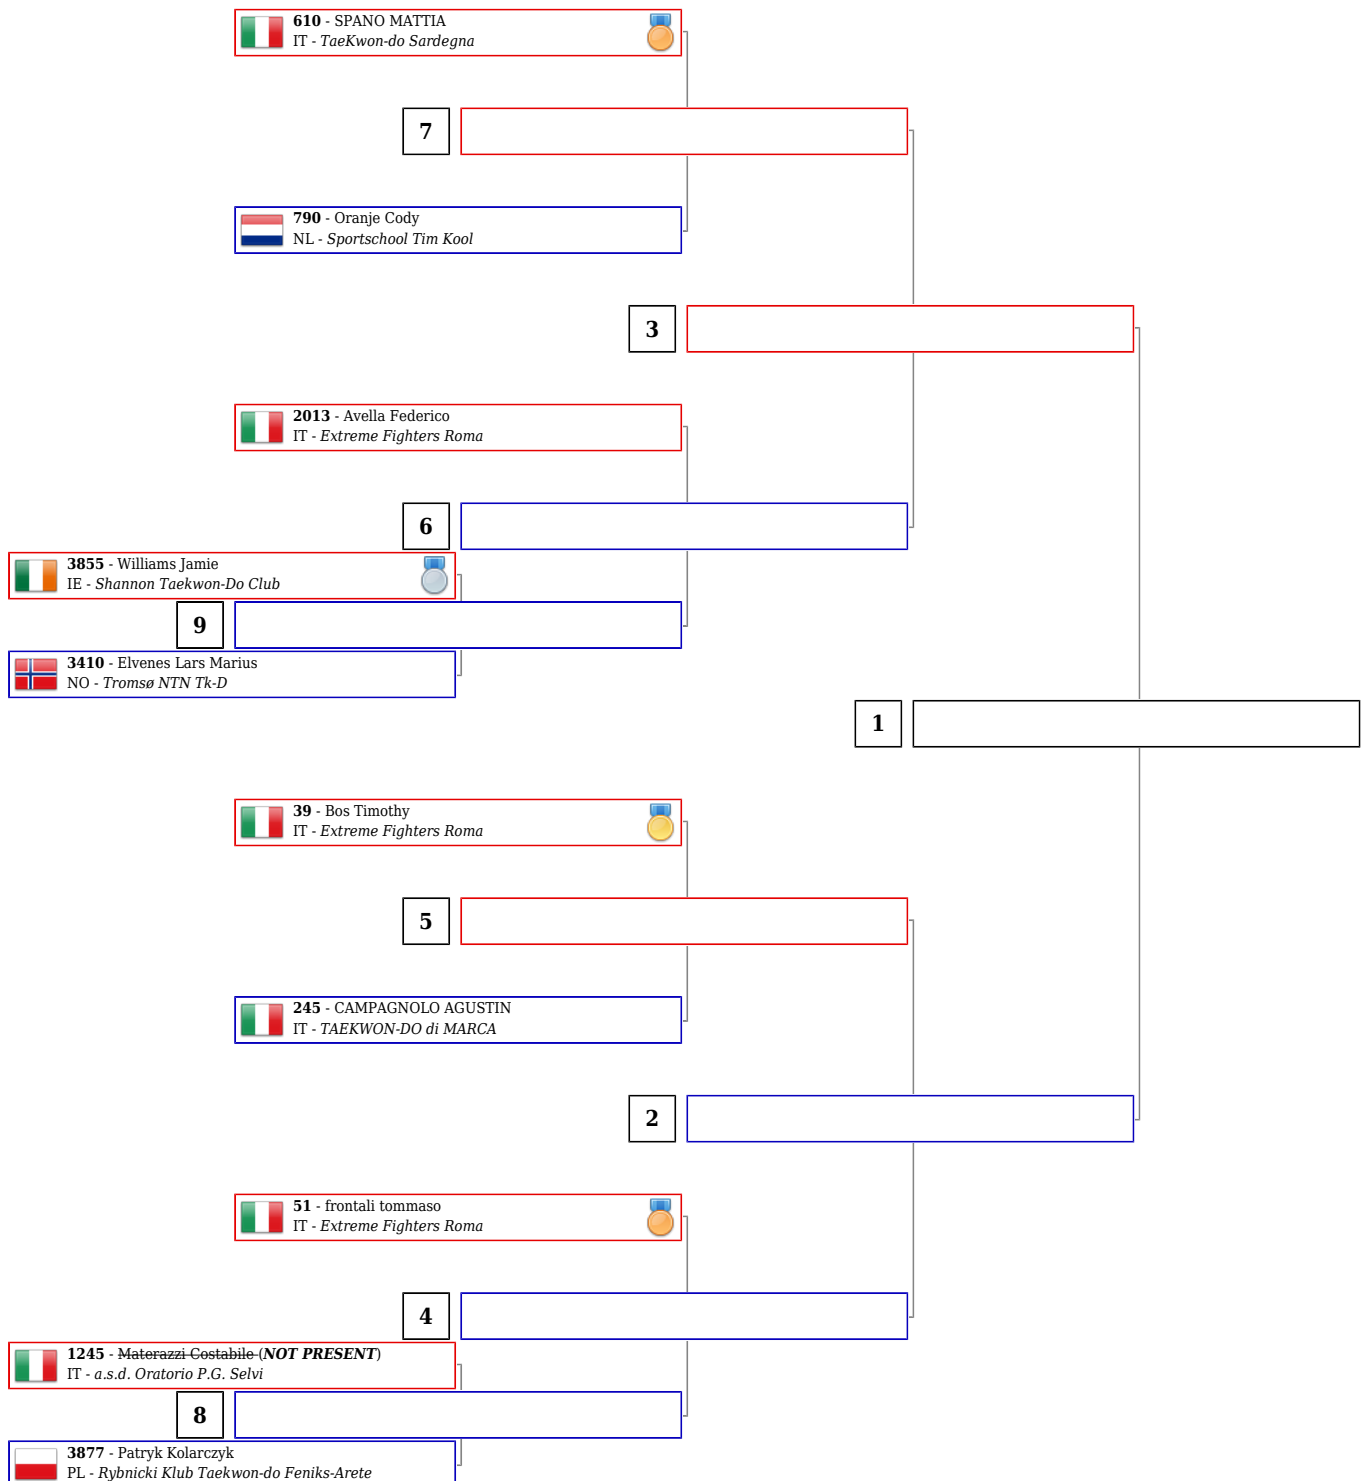 610 - SPANO MATTIA
IT - TaeKwon-do Sardegna
7
790 - Oranje Cody
NL - Sportschool Tim Kool
3
2013 - Avella Federico
IT - Extreme Fighters Roma
6
3855 - Williams Jamie
IE - Shannon Taekwon-Do Club
9
3410 - Elvenes Lars Marius
NO - Tromsø NTN Tk-D
1
39 - Bos Timothy
IT - Extreme Fighters Roma
5
245 - CAMPAGNOLO AGUSTIN
IT - TAEKWON-DO di MARCA
2
51 - frontali tommaso
IT - Extreme Fighters Roma
4
1245 - Materazzi Costabile (NOT PRESENT)
IT - a.s.d. Oratorio P.G. Selvi
8
3877 - Patryk Kolarczyk
PL - Rybnicki Klub Taekwon-do Feniks-Arete